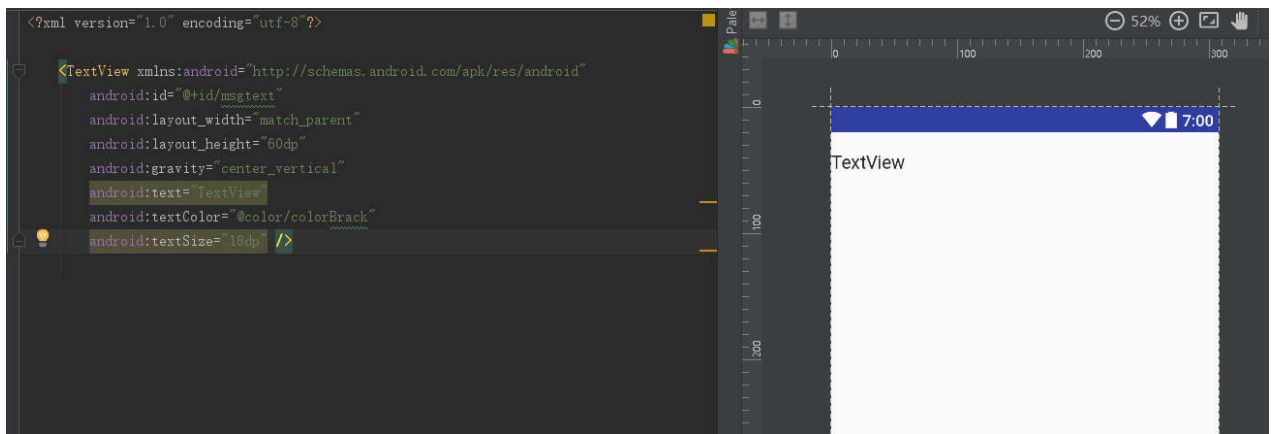 <?xml version="1.0" encoding="utf-8"?>
<TextView xmlns:android="http://schemas.android.com/apk/res/android"
android:id="@+id/msgtext"
android:layout_width="match_parent"
android:layout_height="60dp"
android:gravity="center_vertical"
android:text="TextView"
android:textColor="@color/colorBrack"
android:textSize="18dp" />
Pale
52%
0 100 200 300
0
100
200
7:00
TextView